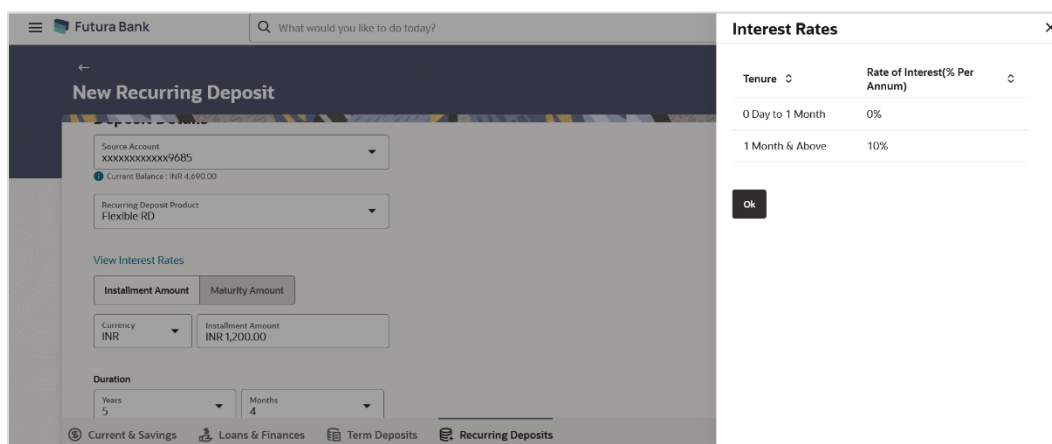 Futura Bank
What would you like to do today?
New Recurring Deposit
Deposit Details
Source Account
xxxxxxxxxxxx9685
Current Balance : INR 4,690.00
Recurring Deposit Product
Flexible RD
View Interest Rates
Installment Amount Maturity Amount
Currency
INR
Installment Amount
INR 1,200.00
Duration
Years
5
Months
4
Current & Savings Loans & Finances Term Deposits Recurring Deposits
Interest Rates
Tenure Rate of Interest(% Per
Annum)
0 Day to 1 Month 0%
1 Month & Above 10%
Ok